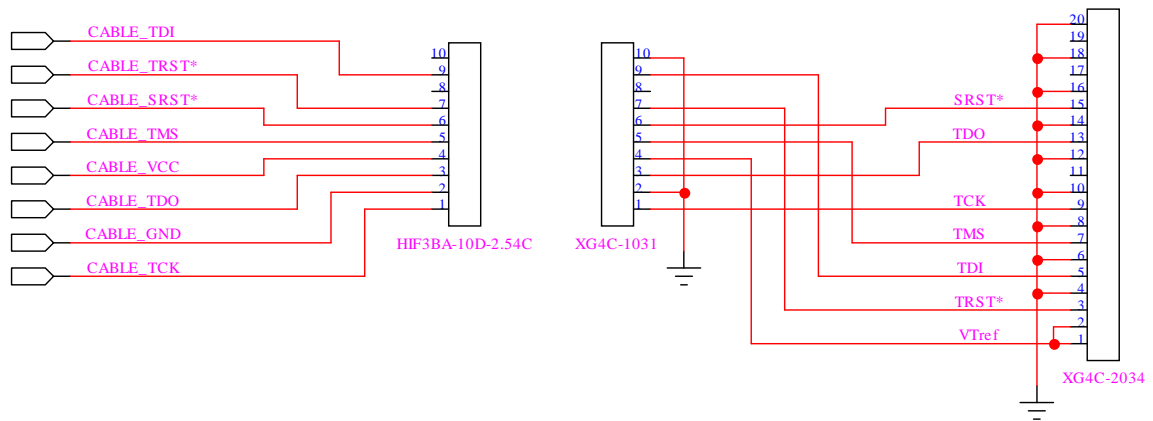 CABLE_TDI
CABLE_TRST*
CABLE_SRST*
CABLE_TMS
CABLE_VCC
CABLE_TDO
CABLE_GND
CABLE_TCK
10
9
8
7
6
5
4
3
2
1
HIF3BA-10D-2.54C
10
9
8
7
6
5
4
3
2
1
XG4C-1031
SRST*
TDO
TCK
TMS
TDI
TRST*
VTref
20
19
18
17
16
15
14
13
12
11
10
9
8
7
6
5
4
3
2
1
XG4C-2034